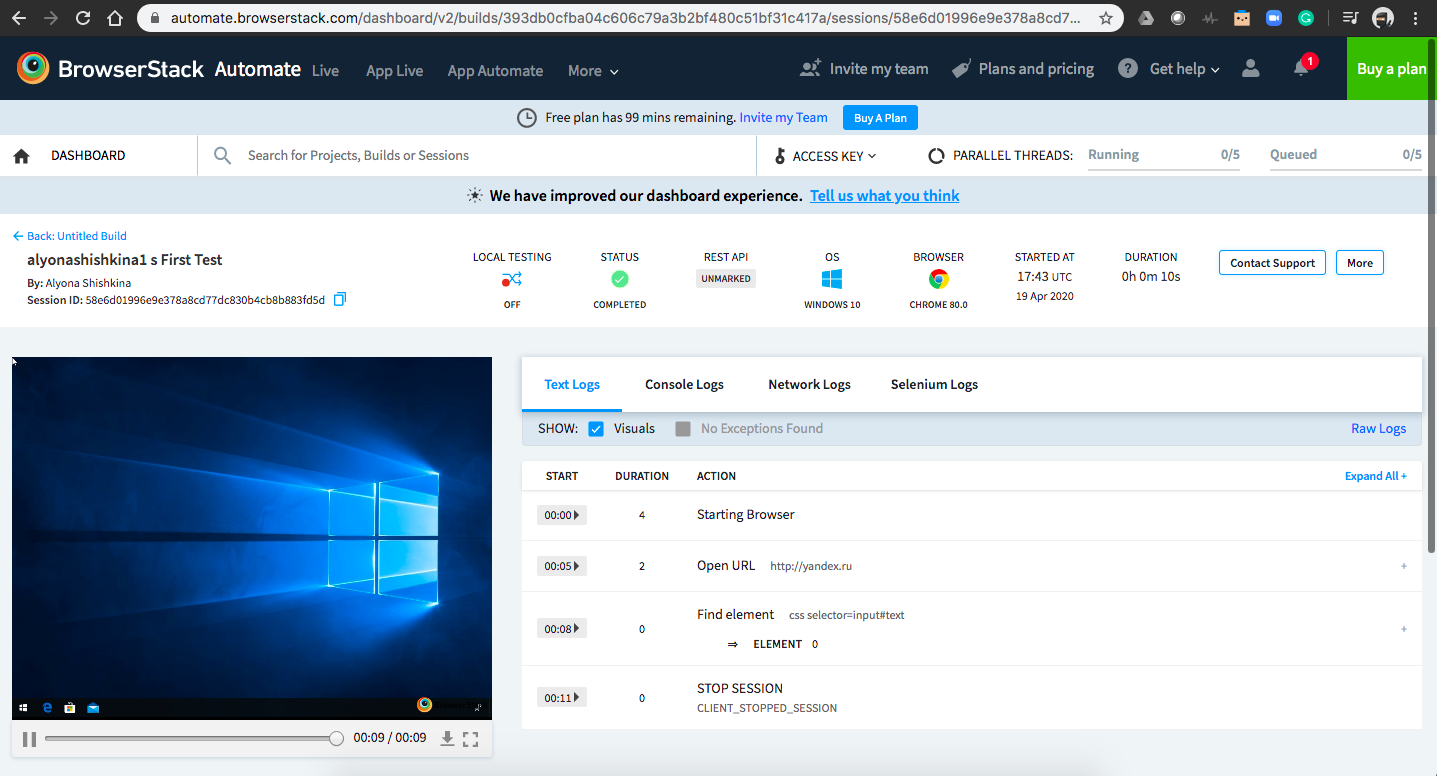 automate.browserstack.com/dashboard/v2/builds/393db0cfba04c606c79a3b2bf480c51bf31c417a/sessions/58e6d01996e9e378a8cd7...
BrowserStack Automate Live App Live App Automate More Invite my team Plans and pricing ? Get help 1 Buy a plan
Free plan has 99 mins remaining. Invite my Team Buy A Plan
DASHBOARD Search for Projects, Builds or Sessions ACCESS KEY PARALLEL THREADS: Running 0/5 Queued 0/5
We have improved our dashboard experience. Tell us what you think
← Back: Untitled Build
alyonashishkina1 s First Test
By: Alyona Shishkina
Session ID: 58e6d01996e9e378a8cd77dc830b4cb8b883fd5d
LOCAL TESTING STATUS REST API OS BROWSER STARTED AT DURATION
OFF COMPLETED UNMARKED WINDOWS 10 CHROME 80.0 17:43 UTC 0h 0m 10s
19 Apr 2020
Contact Support More
Text Logs Console Logs Network Logs Selenium Logs
SHOW: Visuals No Exceptions Found Raw Logs
START DURATION ACTION Expand All +
00:00 4 Starting Browser
00:05 2 Open URL http://yandex.ru +
00:08 0 Find element css selector=input#text +
⇒ ELEMENT 0
00:11 0 STOP SESSION
CLIENT_STOPPED_SESSION
00:09 / 00:09